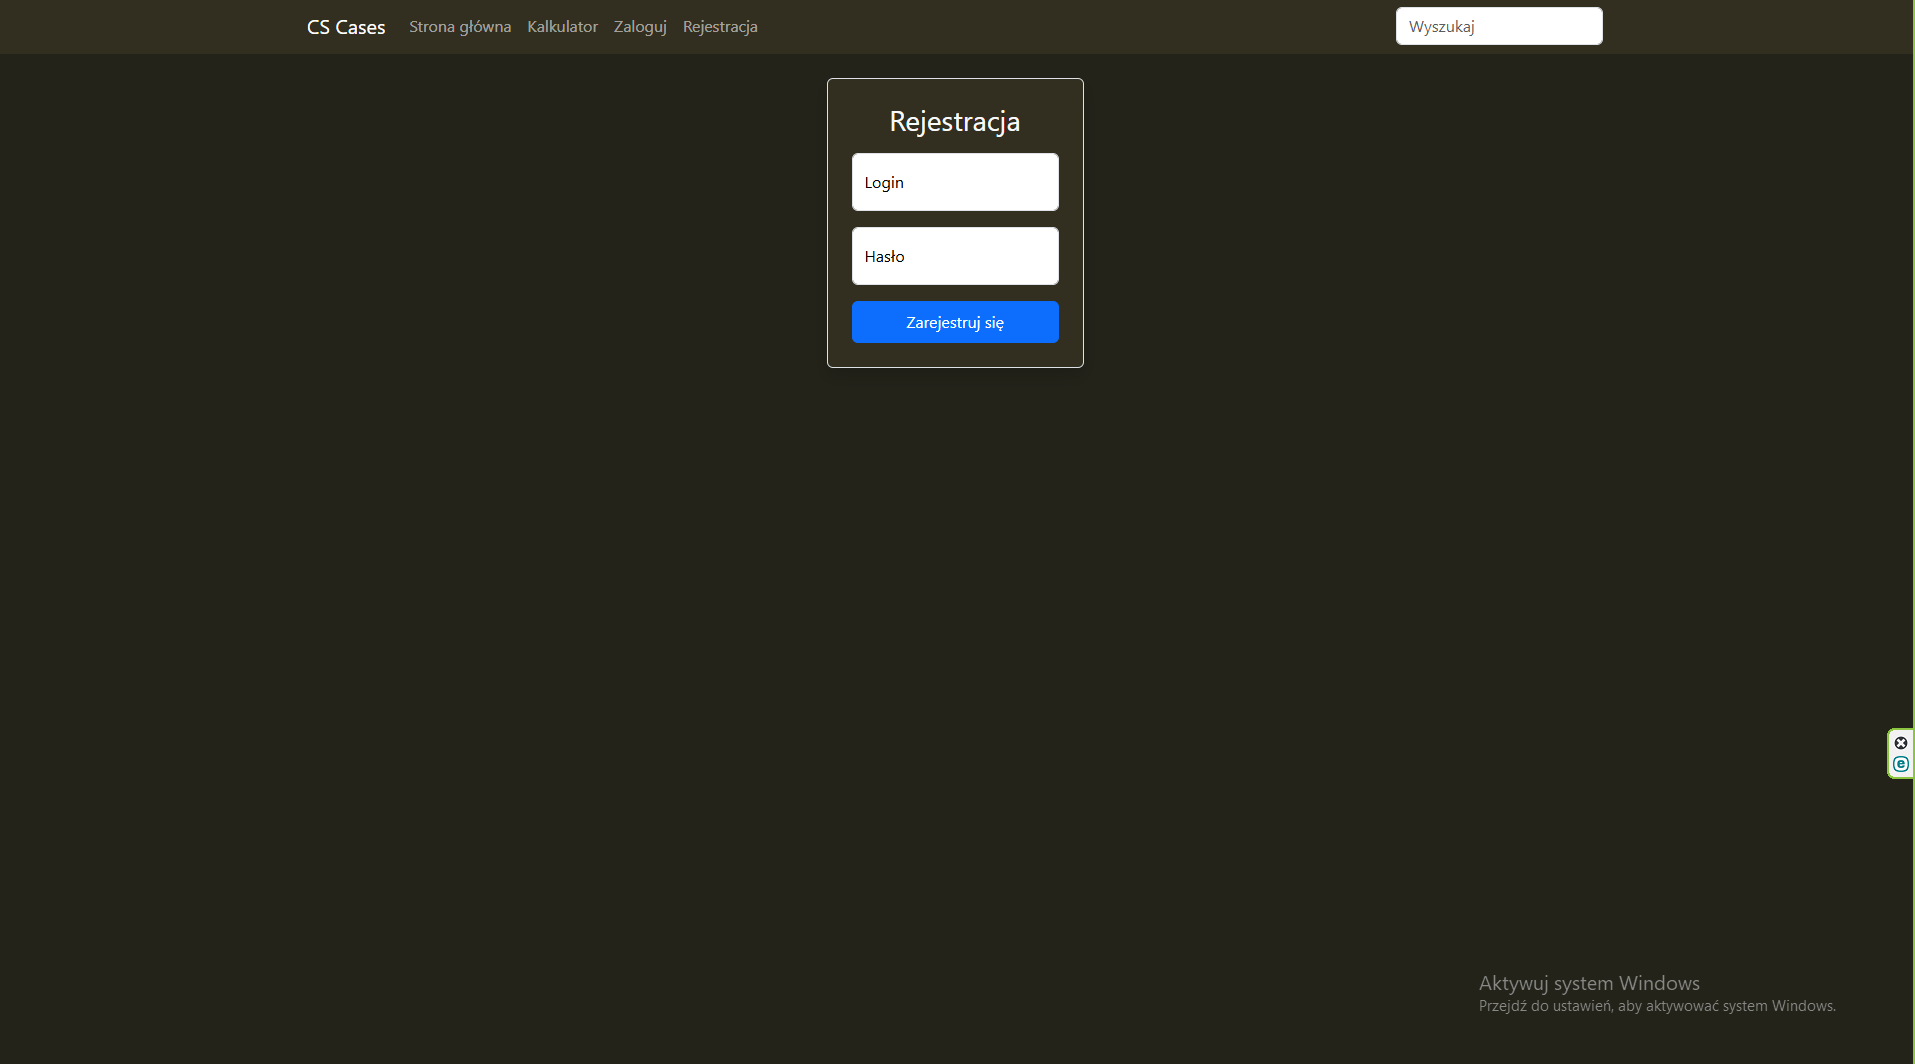 CS Cases Strona główna Kalkulator Zaloguj Rejestracja Wyszukaj
Rejestracja
Login
Hasło
Zarejestruj się
e
Aktywuj system Windows
Przejdź do ustawień, aby aktywować system Windows.